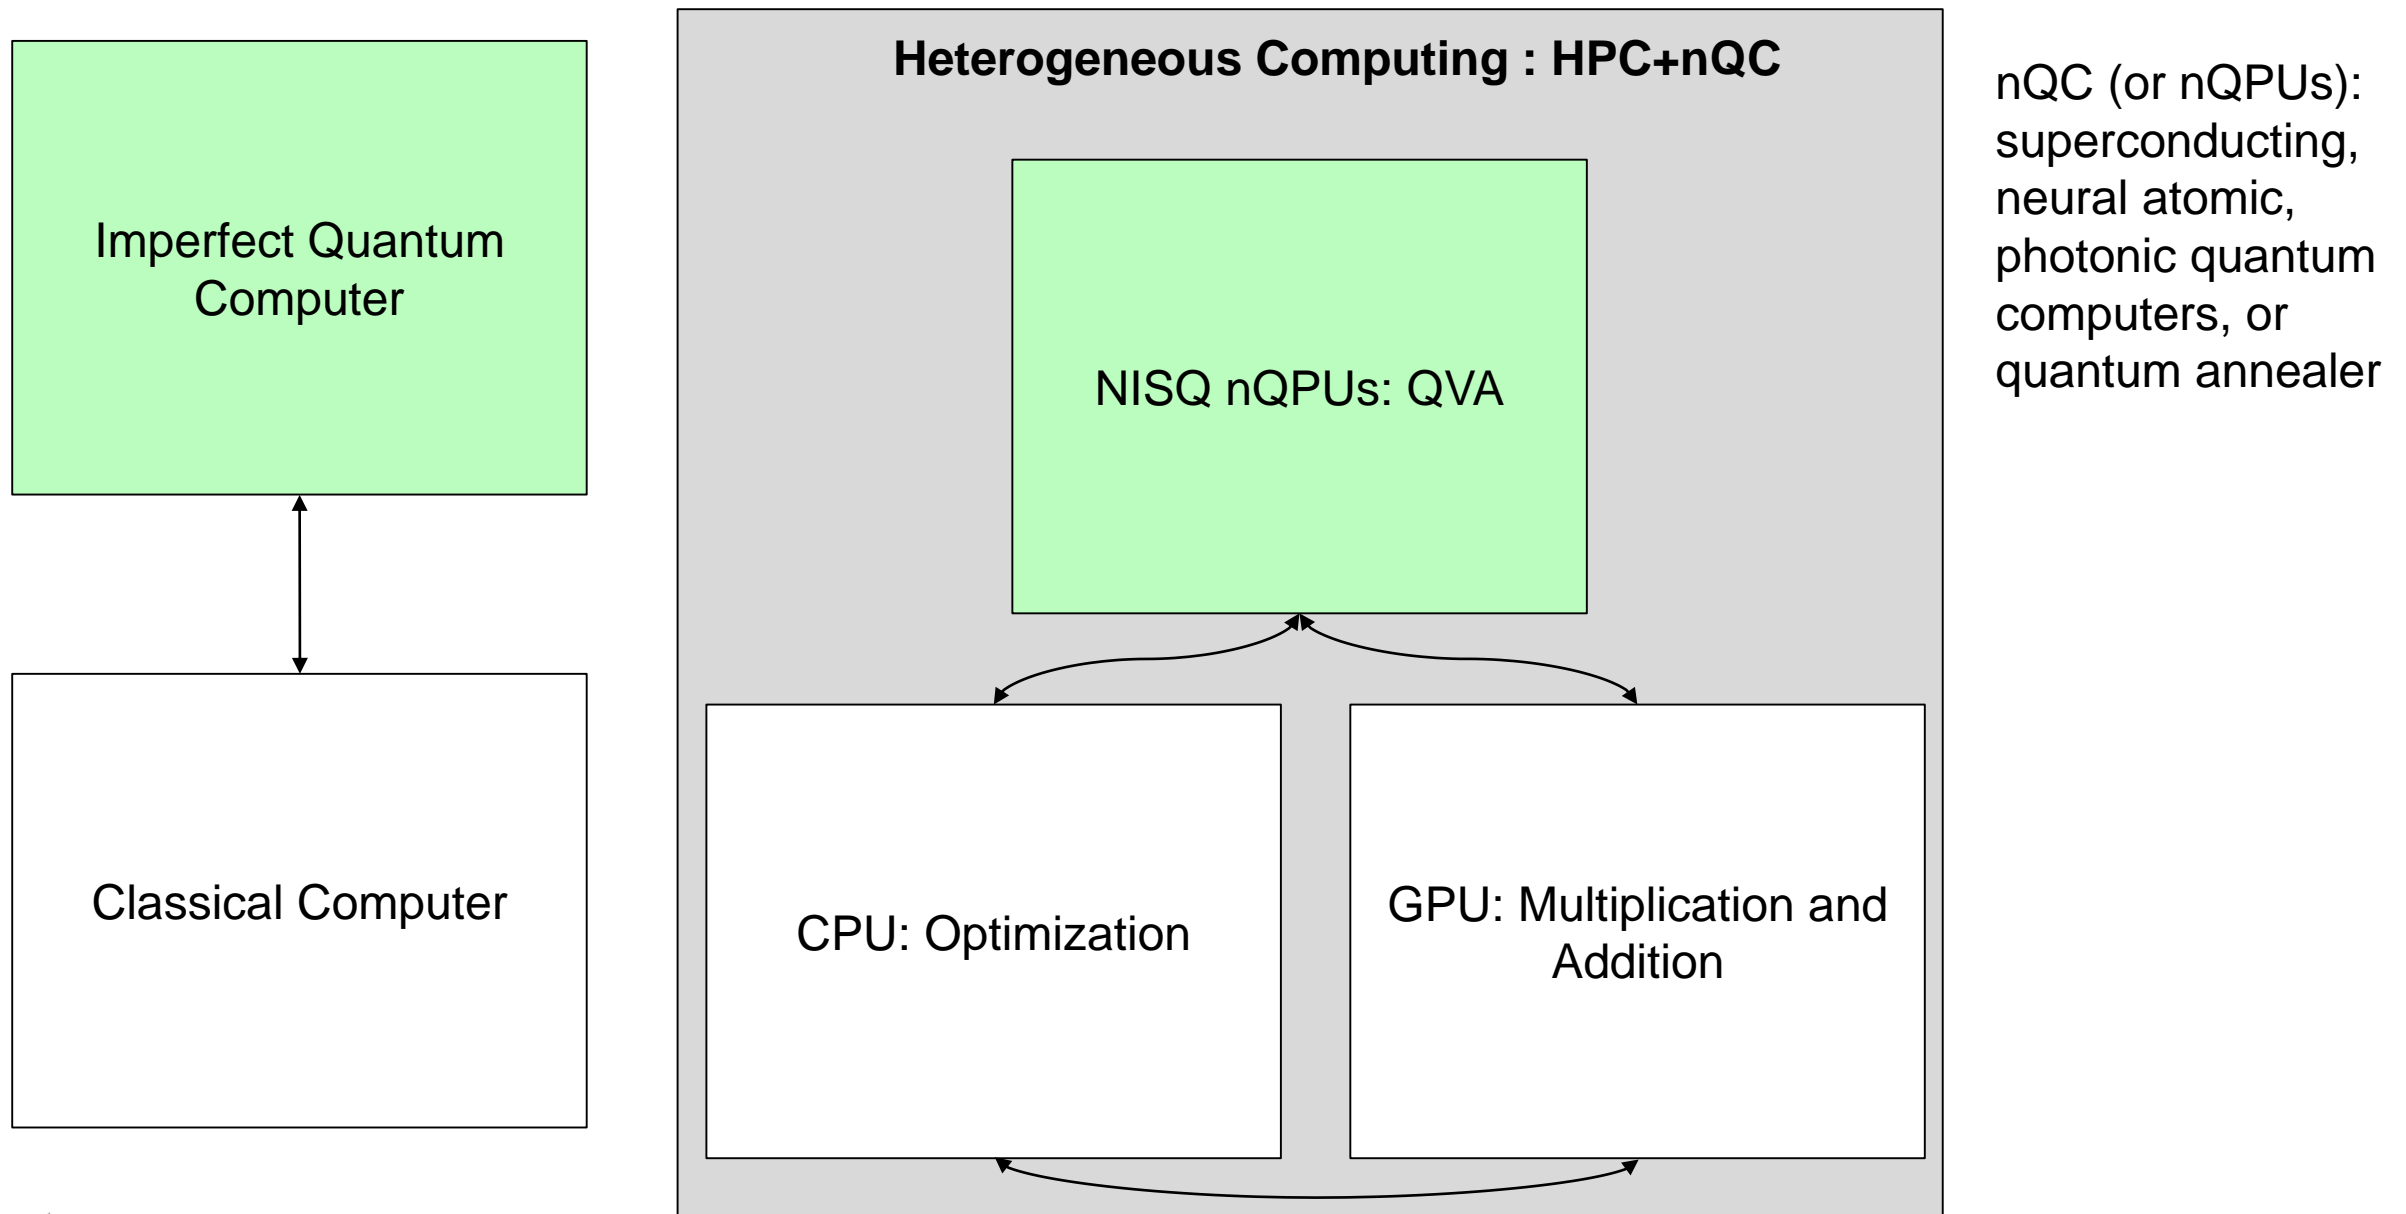 Imperfect Quantum
Computer
Classical Computer
Heterogeneous Computing : HPC+nQC
NISQ nQPUs: QVA
CPU: Optimization
GPU: Multiplication and
Addition
nQC (or nQPUs):
superconducting,
neural atomic,
photonic quantum
computers, or
quantum annealer